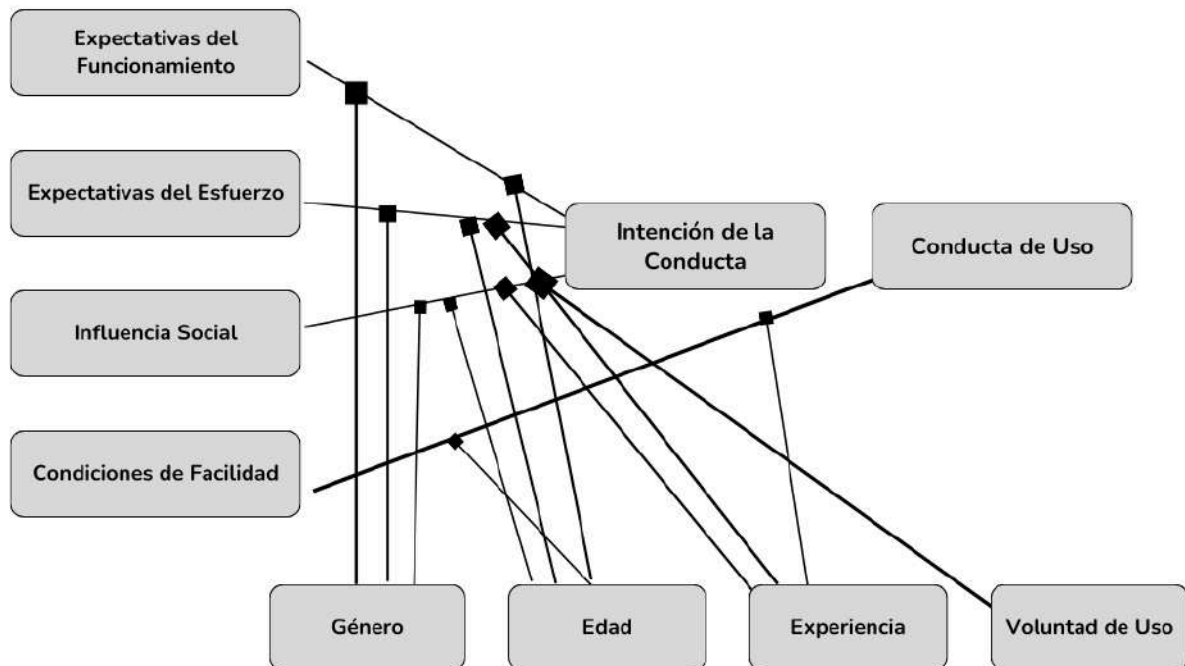 Expectativas del
Funcionamiento
Expectativas del Esfuerzo
Intención de la
Conducta
Conducta de Uso
Influencia Social
Condiciones de Facilidad
Género
Edad
Experiencia
Voluntad de Uso